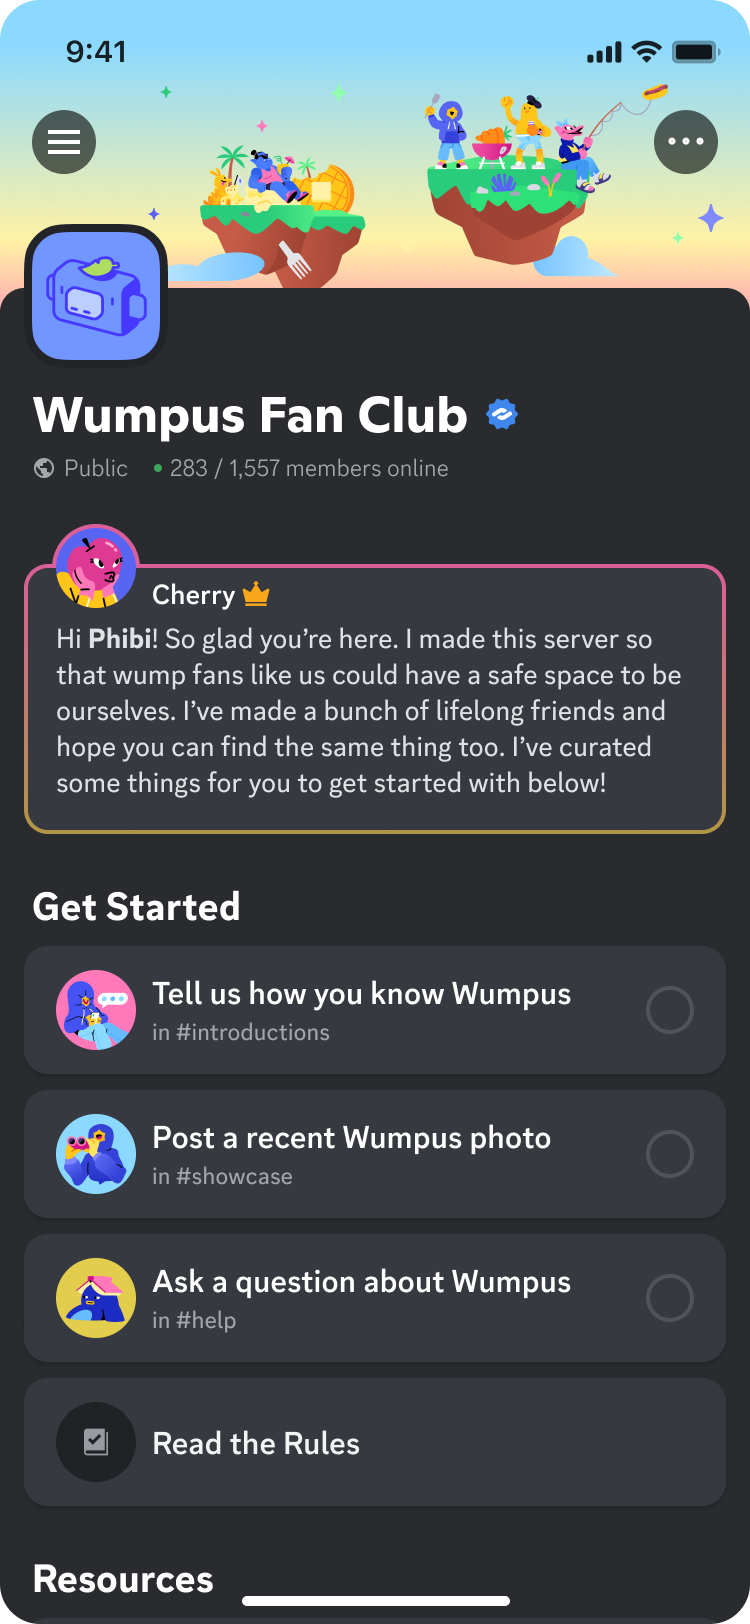 9:41
Wumpus Fan Club
Public • 283 / 1,557 members online
Cherry
Hi Phibi! So glad you’re here. I made this server so
that wump fans like us could have a safe space to be
ourselves. I’ve made a bunch of lifelong friends and
hope you can find the same thing too. I’ve curated
some things for you to get started with below!
Get Started
Tell us how you know Wumpus
in #introductions
Post a recent Wumpus photo
in #showcase
Ask a question about Wumpus
in #help
Read the Rules
Resources